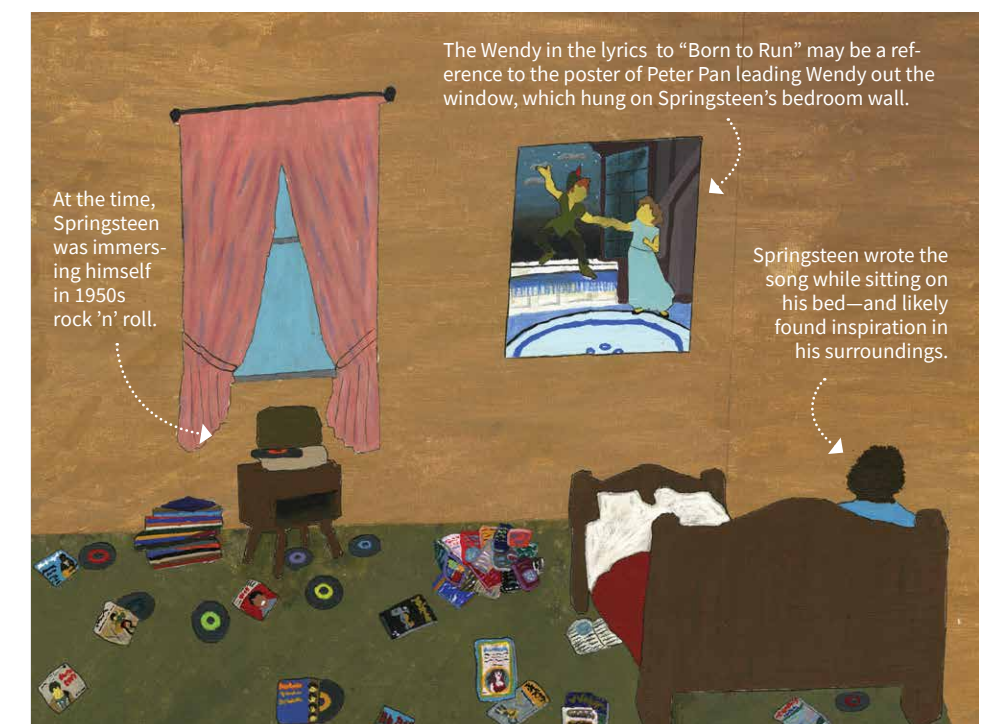 The Wendy in the lyrics to “Born to Run” may be a ref-
erence to the poster of Peter Pan leading Wendy out the
window, which hung on Springsteen’s bedroom wall.
At the time,
Springsteen
was immers-
ing himself
in 1950s
rock ’n’ roll.
Springsteen wrote the
song while sitting on
his bed—and likely
found inspiration in
his surroundings.